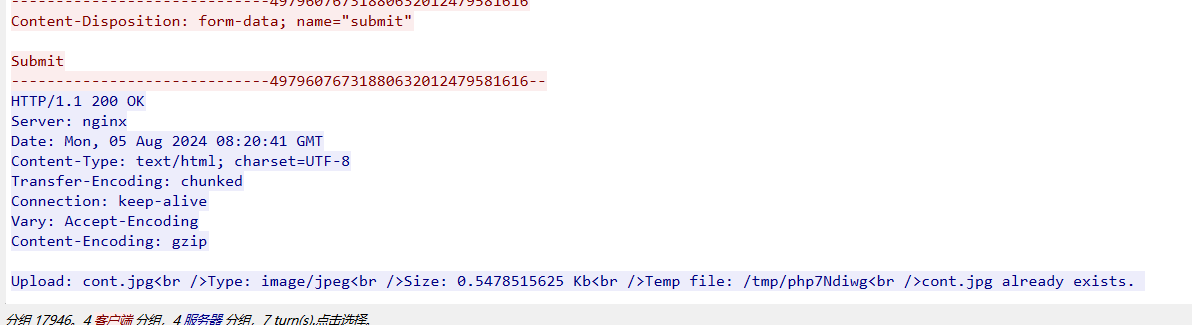 -----------------------------49796076731880632012479581616
Content-Disposition: form-data; name="submit"
Submit
-----------------------------49796076731880632012479581616--
HTTP/1.1 200 OK
Server: nginx
Date: Mon, 05 Aug 2024 08:20:41 GMT
Content-Type: text/html; charset=UTF-8
Transfer-Encoding: chunked
Connection: keep-alive
Vary: Accept-Encoding
Content-Encoding: gzip
Upload: cont.jpg<br />Type: image/jpeg<br />Size: 0.5478515625 Kb<br />Temp file: /tmp/php7Ndiwg<br />cont.jpg already exists.
分组 17946。4 客户端 分组，4 服务器 分组，7 turn(s).点击选择。